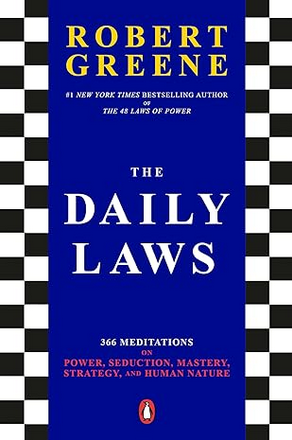 ROBERT
GREENE
#1 NEW YORK TIMES BESTSELLING AUTHOR
OF
THE 48 LAWS OF POWER
THE
DAILY
LAWS
366 MEDITATIONS
ON
POWER, SEDUCTION, MASTERY,
STRATEGY, AND HUMAN NATURE